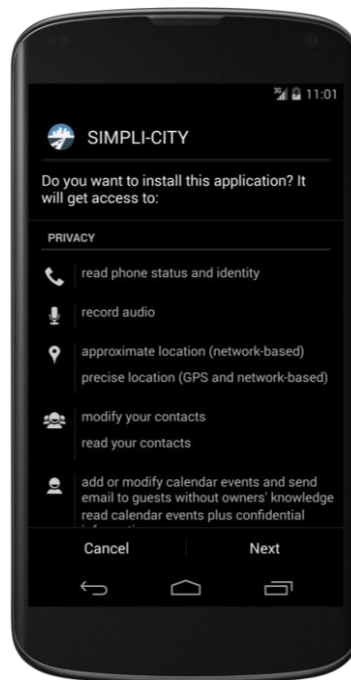 3G 11:01
SIMPLI-CITY
Do you want to install this application? It
will get access to:
PRIVACY
read phone status and identity
record audio
approximate location (network-based)
precise location (GPS and network-based)
modify your contacts
read your contacts
add or modify calendar events and send
email to guests without owners' knowledge
read calendar events plus confidential
Cancel Next